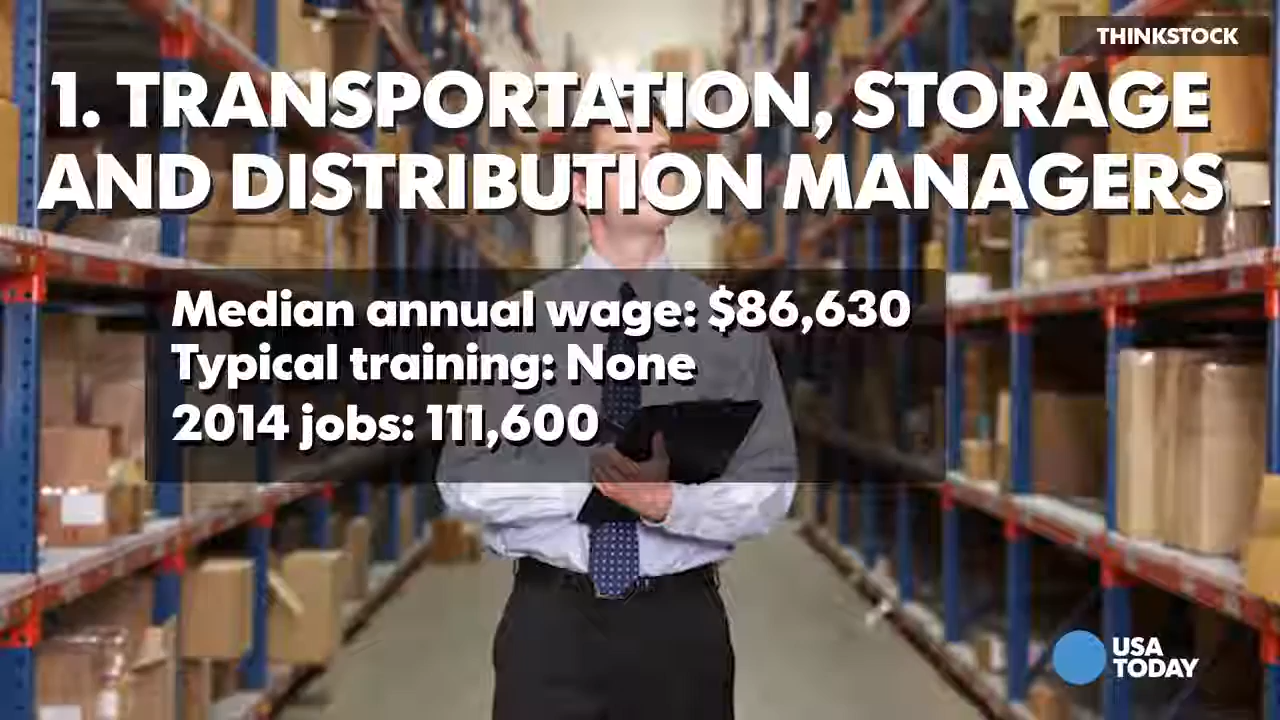 THINKSTOCK
1. TRANSPORTATION, STORAGE
AND DISTRIBUTION MANAGERS
Median annual wage: $86,630
Typical training: None
2014 jobs: 111,600
USA
TODAY